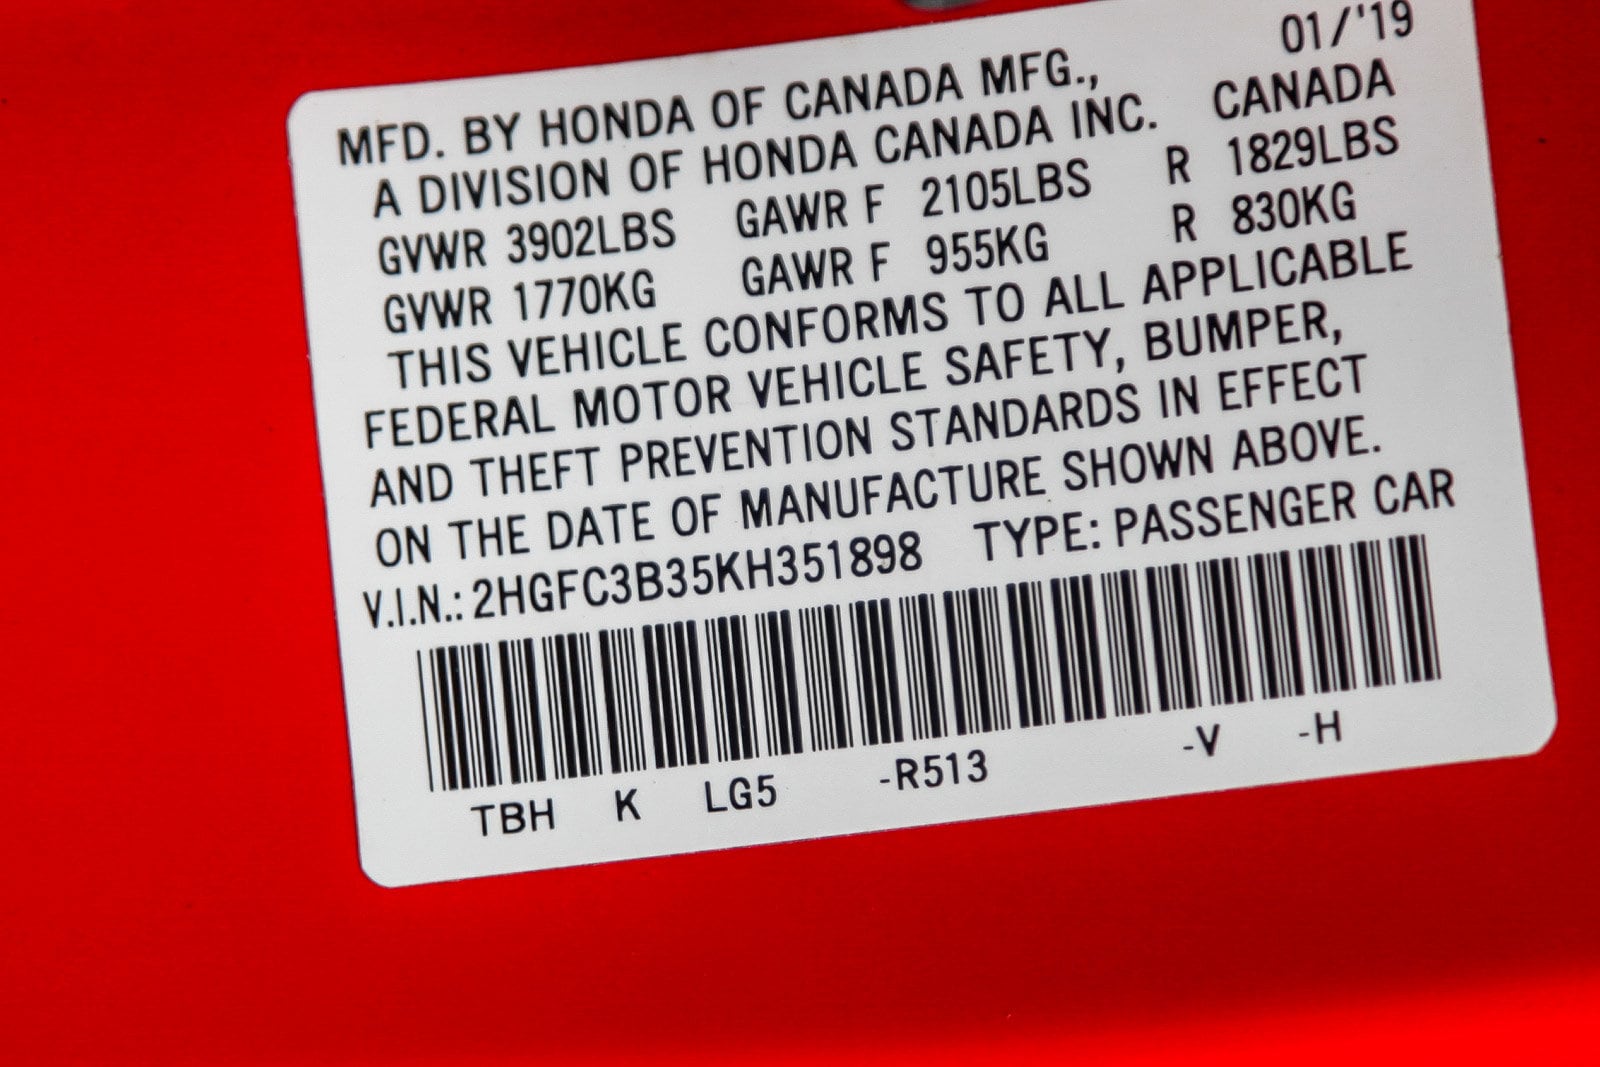 01/'19
MFD. BY HONDA OF CANADA MFG.,
A DIVISION OF HONDA CANADA INC. CANADA
GVWR 3902LBS GAWR F 2105LBS R 1829LBS
GVWR 1770KG GAWR F 955KG R 830KG
THIS VEHICLE CONFORMS TO ALL APPLICABLE
FEDERAL MOTOR VEHICLE SAFETY, BUMPER,
AND THEFT PREVENTION STANDARDS IN EFFECT
ON THE DATE OF MANUFACTURE SHOWN ABOVE.
V.I.N.: 2HGFC3B35KH351898 TYPE: PASSENGER CAR
TBH K LG5 -R513 -V -H